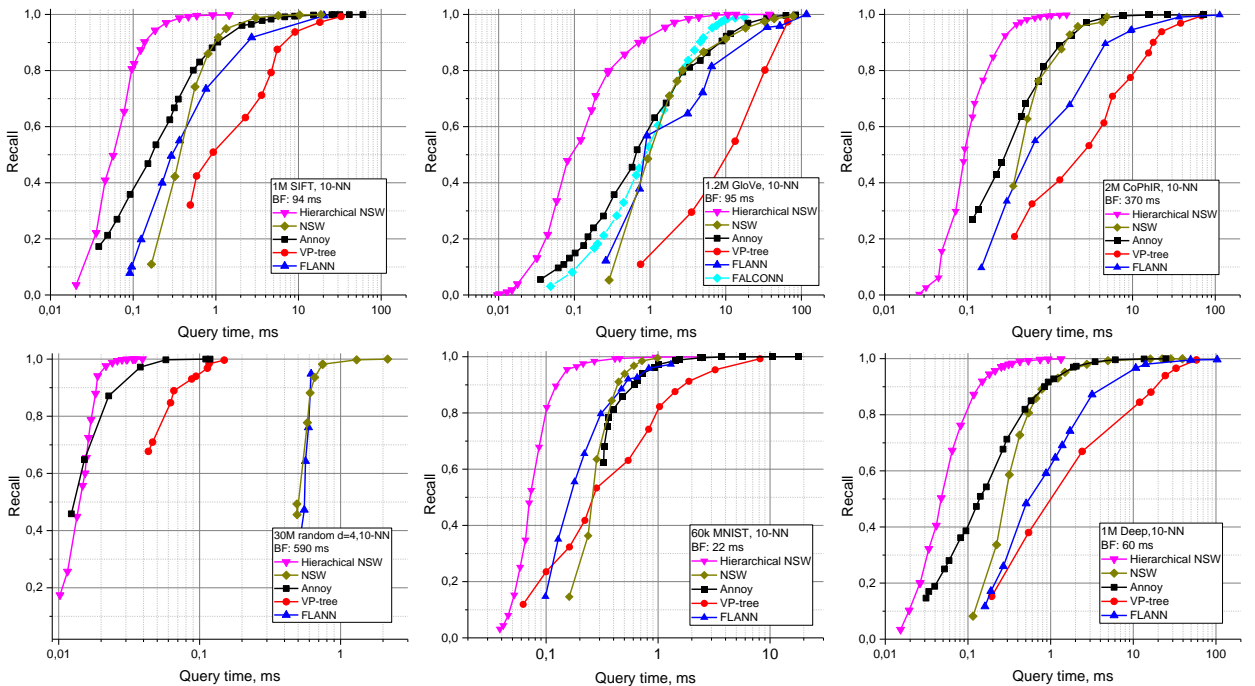 1,0
0,8
0,6
0,4
0,2
0,0
Recall
0,01
0,1
1
10
100
Query time, ms
1M SIFT, 10-NN
BF: 94 ms
Hierarchical NSW
NSW
Annoy
VP-tree
FLANN
1,0
0,8
0,6
0,4
0,2
0,0
Recall
0,01
0,1
1
10
100
Query time, ms
1.2M GloVe, 10-NN
BF: 95 ms
Hierarchical NSW
NSW
Annoy
VP-tree
FLANN
FALCONN
1,0
0,8
0,6
0,4
0,2
0,0
Recall
0,01
0,1
1
10
100
Query time, ms
2M CoPhIR, 10-NN
BF: 370 ms
Hierarchical NSW
NSW
Annoy
VP-tree
FLANN
1,0
0,8
0,6
0,4
0,2
Recall
0,01
0,1
1
Query time, ms
30M random d=4,10-NN
BF: 590 ms
Hierachical NSW
NSW
Annoy
VP-tree
FLANN
1,0
0,8
0,6
0,4
0,2
0,0
Recall
0,1
1
10
Query time, ms
60k MNIST, 10-NN
BF: 22 ms
Hierarchical NSW
NSW
Annoy
VP-tree
FLANN
1,0
0,8
0,6
0,4
0,2
0,0
Recall
0,01
0,1
1
10
100
Query time, ms
1M Deep,10-NN
BF: 60 ms
Hierarchical NSW
NSW
Annoy
VP-tree
FLANN